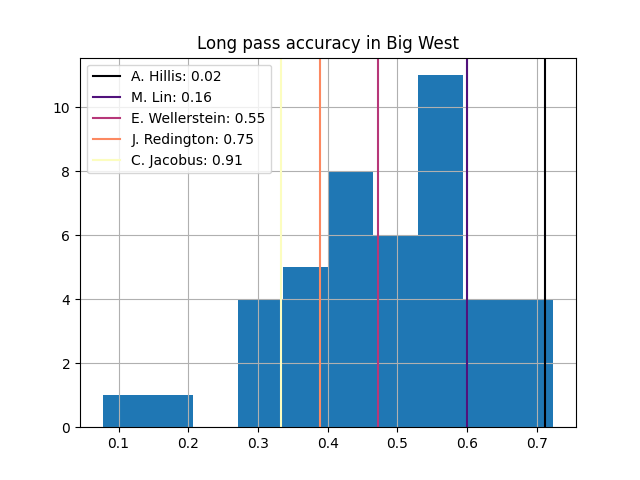 Long pass accuracy in Big West
A. Hillis: 0.02
M. Lin: 0.16
E. Wellerstein: 0.55
J. Redington: 0.75
C. Jacobus: 0.91
10
8
6
4
2
0
0.1 0.2 0.3 0.4 0.5 0.6 0.7